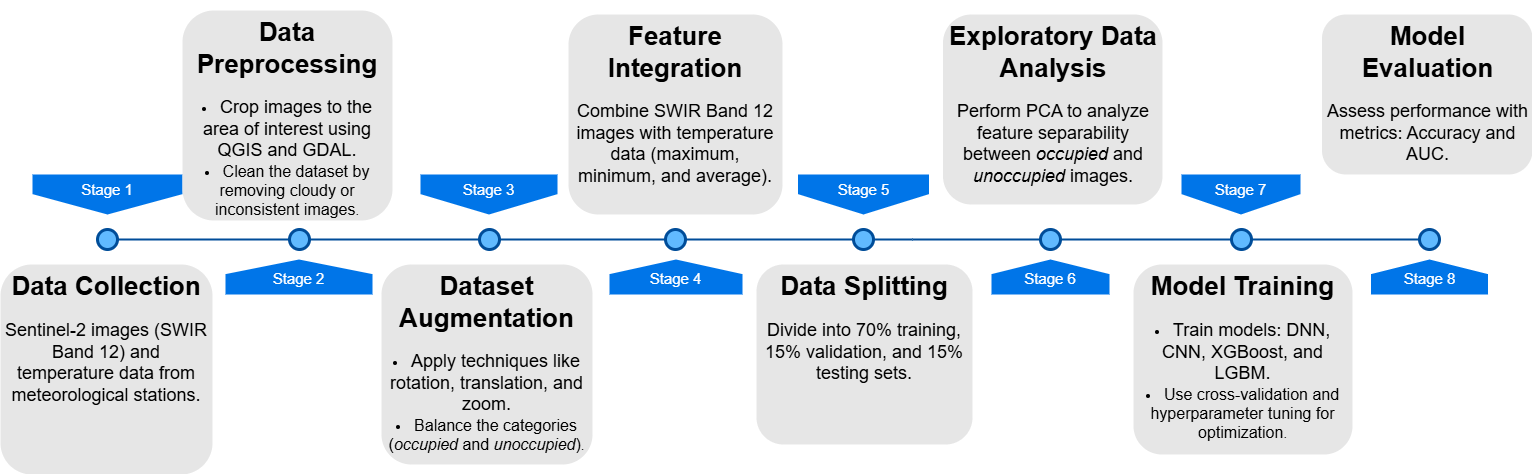 Stage 1
Data Collection
Sentinel-2 images (SWIR
Band 12) and
temperature data from
meteorological stations.
Data
Preprocessing
• Crop images to the
area of interest using
QGIS and GDAL.
• Clean the dataset by
removing cloudy or
inconsistent images.
Stage 2
Stage 3
Dataset
Augmentation
• Apply techniques like
rotation, translation, and
zoom.
• Balance the categories
(occupied and unoccupied).
Feature
Integration
Combine SWIR Band 12
images with temperature
data (maximum,
minimum, and average).
Stage 4
Stage 5
Data Splitting
Divide into 70% training,
15% validation, and 15%
testing sets.
Exploratory Data
Analysis
Perform PCA to analyze
feature separability
between occupied and
unoccupied images.
Stage 6
Stage 7
Model Training
• Train models: DNN,
CNN, XGBoost, and
LGBM.
• Use cross-validation and
hyperparameter tuning for
optimization.
Model
Evaluation
Assess performance with
metrics: Accuracy and
AUC.
Stage 8